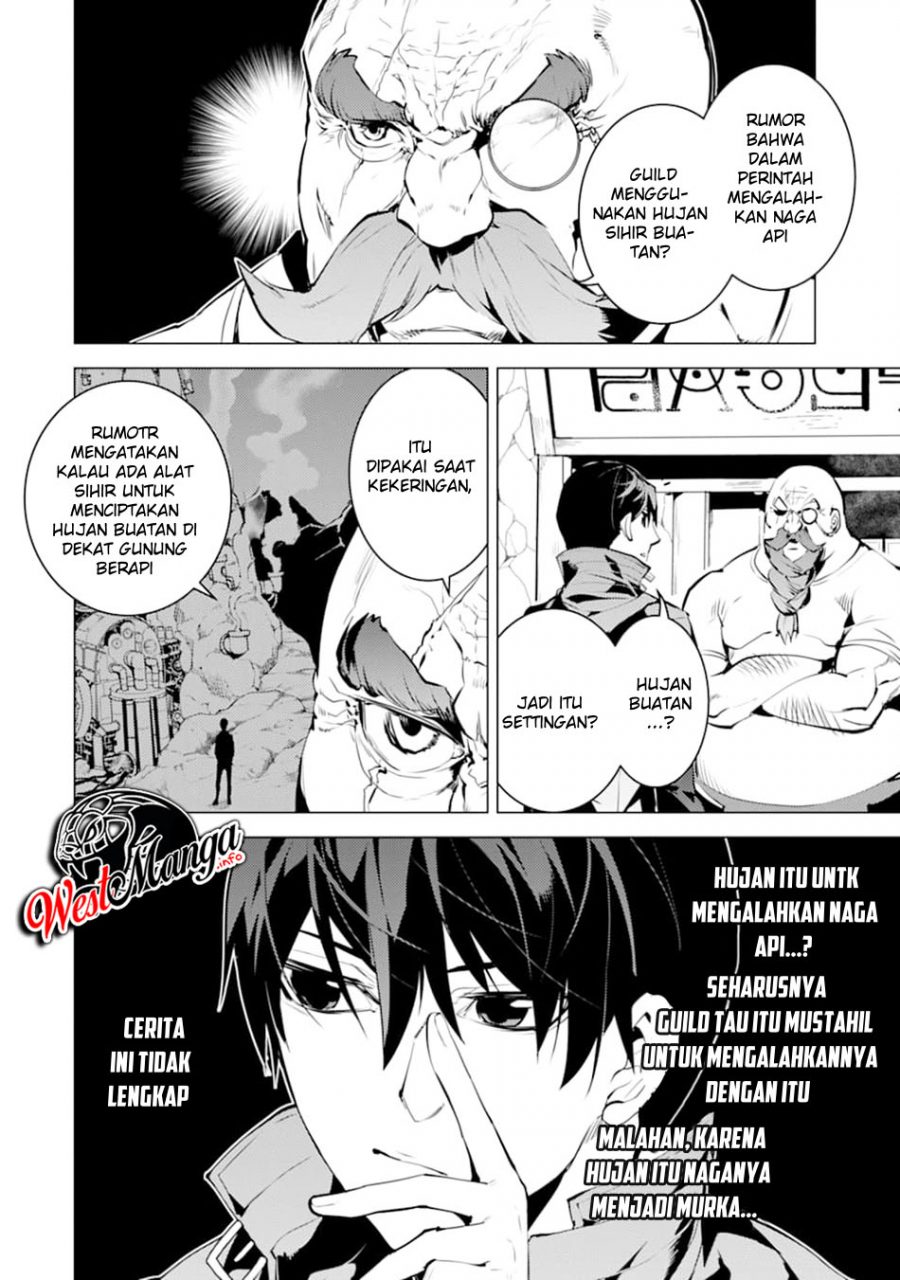 RUMOR
BAHWA
DALAM
PERINTAH
MENGALAH-
KAN NAGA
API
GUILD
MENGGU-
NAKAN HUJAN
SIHIR BUA-
TAN?
HUJAN
BUATAN
...?
JADI ITU
SETTINGAN?
ITU
DIPAKAI SAAT
KEKERINGAN,
RUMOTR
MENGATAKAN
KALAU ADA ALAT
SIHIR UNTUK
MENCIPTAKAN
HUJAN BUATAN DI
DEKAT GUNUNG
BERAPI
HUJAN ITU UNTK
MENGALAHKAN NAGA
API...?
SEHARUSNYA
GUILD TAU ITU MUSTAHIL
UNTUK MENGALAHKANNYA
DENGAN ITU
MALAHAN, KARENA
HUJAN ITU NAGANYA
MENJADI MURKA...
CERITA
INI TIDAK
LENGKAP
WestManga
.info